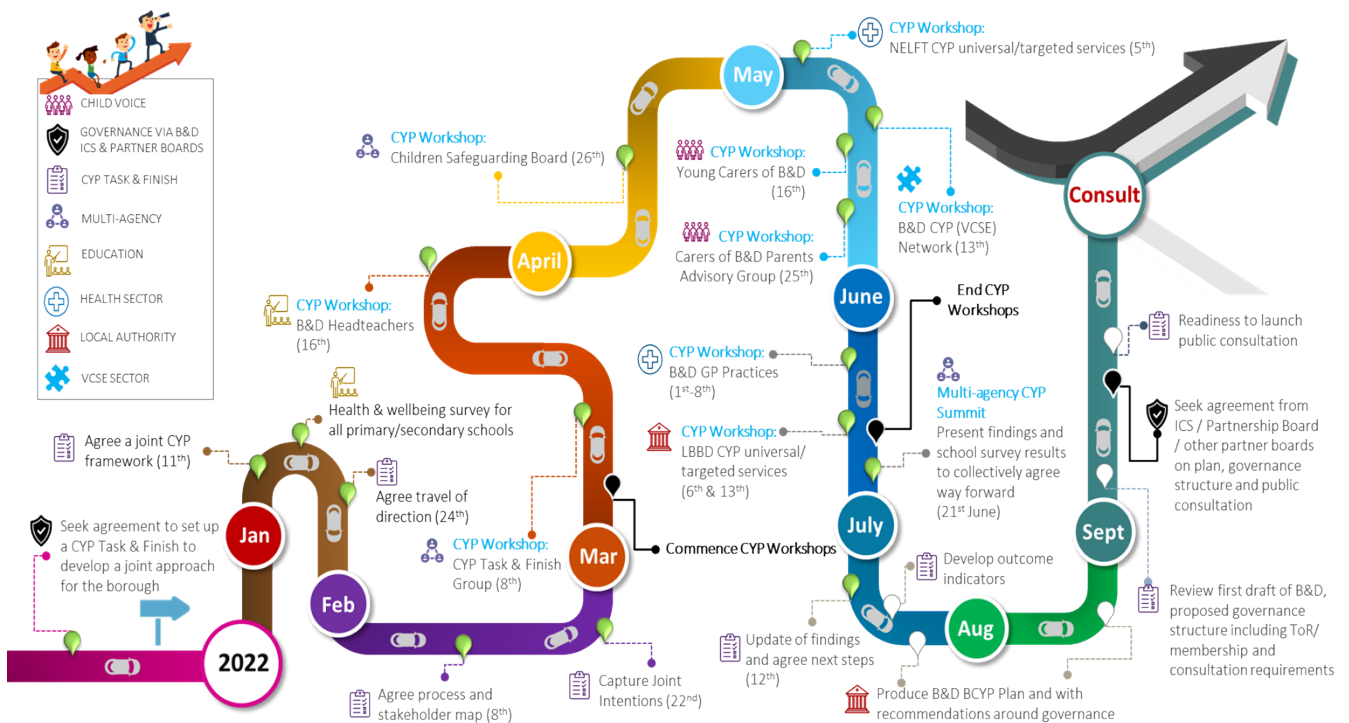 CHILD VOICE
GOVERNANCE VIA B&D
ICS & PARTNER BOARDS
CYP TASK & FINISH
MULTI-AGENCY
EDUCATION
HEALTH SECTOR
LOCAL AUTHORITY
VCSE SECTOR
2022
Seek agreement to set up
a CYP Task & Finish to
develop a joint approach
for the borough
Jan
Agree a joint CYP
framework (11th)
Health & wellbeing survey for
all primary/secondary schools
Agree travel of
direction (24th)
Feb
Agree process and
stakeholder map (8th)
Capture Joint
Intentions (22nd)
Mar
Commence CYP Workshops
CYP Workshop:
CYP Task & Finish
Group (8th)
CYP Workshop:
B&D Headteachers
(16th)
April
CYP Workshop:
Children Safeguarding Board (26th)
May
CYP Workshop:
NELFT CYP universal/targeted services (5th)
CYP Workshop:
B&D CYP (VCSE)
Network (13th)
CYP Workshop:
Young Carers of B&D
(16th)
CYP Workshop:
Carers of B&D Parents
Advisory Group (25th)
June
CYP Workshop:
B&D GP Practices
(1st-8th)
CYP Workshop:
LBBD CYP universal/
targeted services
(6th & 13th)
End CYP
Workshops
Multi-agency CYP
Summit
Present findings and
school survey results
to collectively agree
way forward
(21st June)
July
Update of findings
and agree next steps
(12th)
Develop outcome
indicators
Produce B&D BCYP Plan and with
recommendations around governance
Aug
Sept
Review first draft of B&D,
proposed governance
structure including ToR/
membership and
consultation requirements
Seek agreement from
ICS / Partnership Board
/ other partner boards
on plan, governance
structure and public
consultation
Readiness to launch
public consultation
Consult